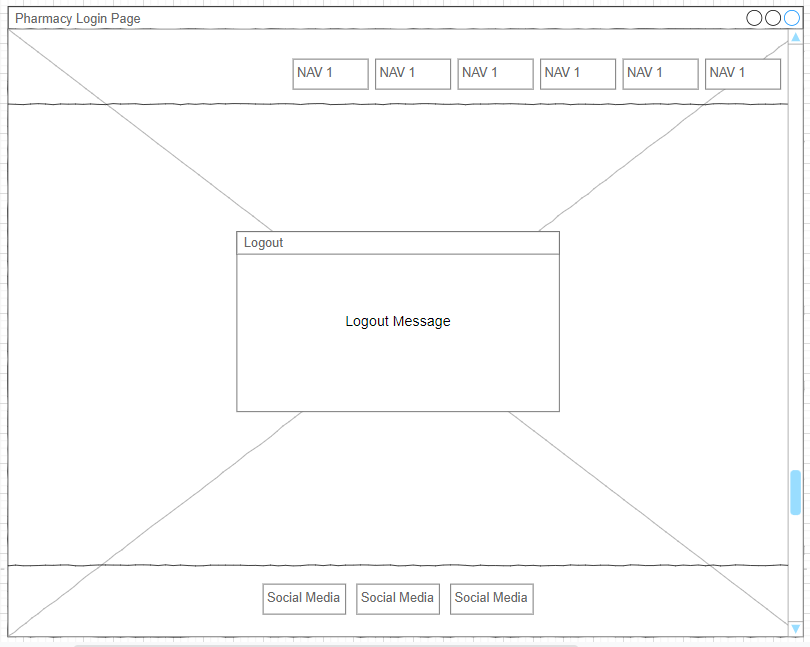 Pharmacy Login Page
NAV 1 NAV 1 NAV 1 NAV 1 NAV 1 NAV 1
Logout
Logout Message
Social Media Social Media Social Media